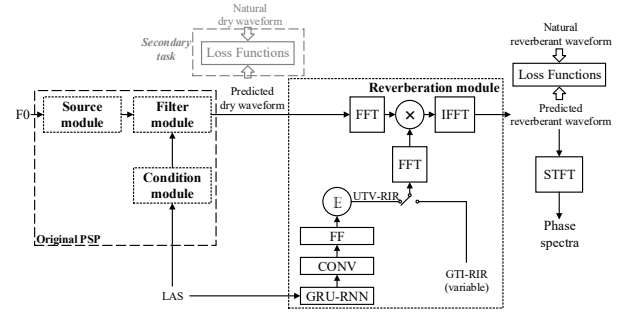 Natural
dry waveform
Secondary
task
Loss Functions
Natural
reverberant waveform
Loss Functions
Predicted
reverberant waveform
Predicted
dry waveform
Reverberation module
F0
Source
module
Filter
module
Condition
module
Original PSP
FFT
×
IFFT
FFT
E
UTV-RIR
FF
CONV
GRU-RNN
GTI-RIR
(variable)
LAS
STFT
Phase
spectra